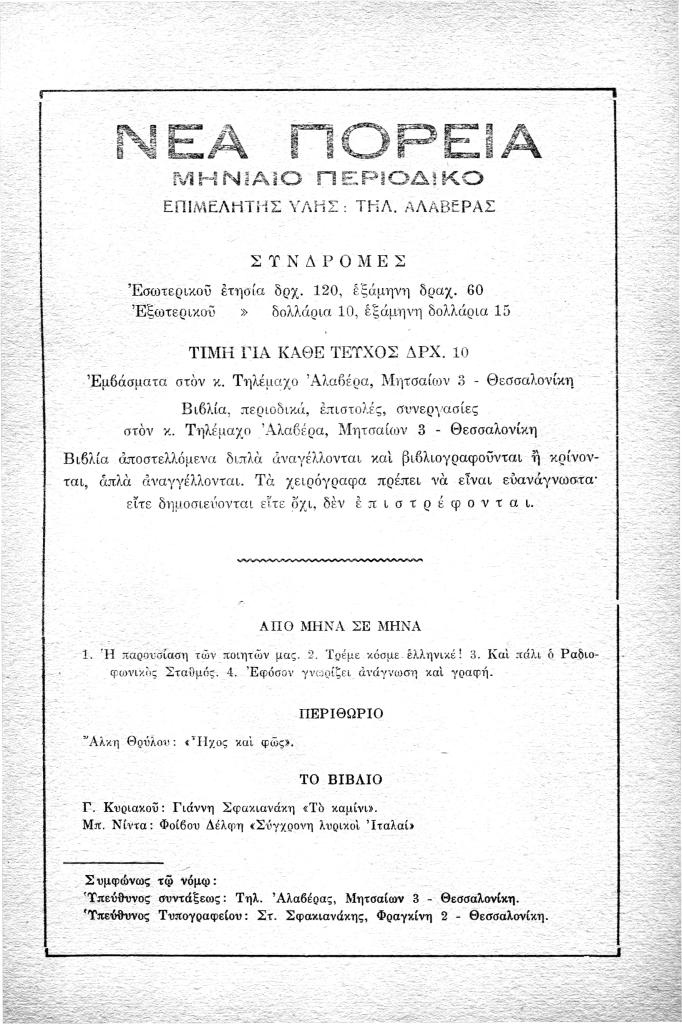 ΝΕΑ ΠΟΡΕΙΑ
ΜΗΝΙΑΙΟ ΠΕΡΙΟΔΙΚΟ
ΕΠΙΜΕΛΗΤΗΣ ΥΛΗΣ: ΤΗΛ. ΑΛΑΒΕΡΑΣ
ΣΥΝΔΡΟΜΕΣ
Ἐσωτερικοῦ ἐτησία δρχ. 120, ἑξάμηνη δραχ. 60
Ἐξωτερικοῦ » δολλάρια 10, ἑξάμηνη δολλάρια 15
ΤΙΜΗ ΓΙΑ ΚΑΘΕ ΤΕΥΧΟΣ ΔΡΧ. 10
Ἐμβάσματα στὸν κ. Τηλέμαχο Ἀλαβέρα, Μητσαίων 3 - Θεσσαλονίκη
Βιβλία, περιοδικά, ἐπιστολές, συνεργασίες
στὸν κ. Τηλέμαχο Ἀλαβέρα, Μητσαίων 3 - Θεσσαλονίκη
Βιβλία ἀποστελλόμενα διπλὰ ἀναγέλλονται καὶ βιβλιογραφοῦνται ἢ κρίνον-
ται, ἁπλὰ ἀναγγέλλονται. Τὰ χειρόγραφα πρέπει νὰ εἶναι εὐανάγνωστα·
εἴτε δημοσιεύονται εἴτε ὄχι, δὲν ἐπιστρέφονται.
ΑΠΟ ΜΗΝΑ ΣΕ ΜΗΝΑ
1. Ἡ παρουσίαση τῶν ποιητῶν μας. 2. Τρέμε κόσμε ἑλληνικέ! 3. Καὶ πάλι ὁ Ραδιο-
φωνικὸς Σταθμός. 4. Ἐφόσον γνωρίζει ἀνάγνωση καὶ γραφή.
ΠΕΡΙΘΩΡΙΟ
Ἄλκη Θρύλου: «Ἦχος καὶ φῶς».
ΤΟ ΒΙΒΛΙΟ
Γ. Κυριακοῦ: Γιάννη Σφακιανάκη «Τὸ καμίνι».
Μπ. Νίντα: Φοίβου Δέλφη «Σύγχρονη λυρικοὶ Ἰταλαί»
Συμφώνως τῷ νόμῳ:
Ὑπεύθυνος συντάξεως: Τηλ. Ἀλαβέρας, Μητσαίων 3 - Θεσσαλονίκη.
Ὑπεύθυνος Τυπογραφείου: Στ. Σφακιανάκης, Φραγκίνη 2 - Θεσσαλονίκη.